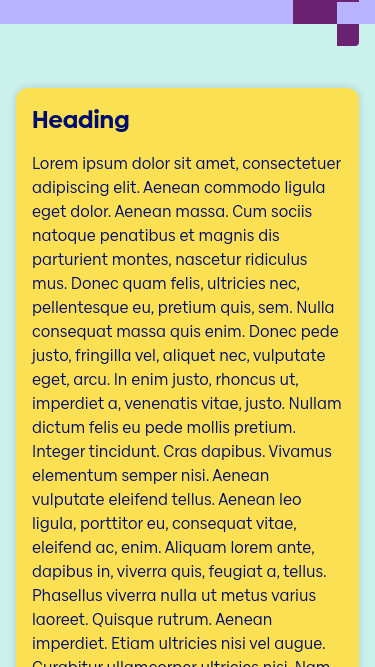 Heading
Lorem ipsum dolor sit amet, consectetuer
adipiscing elit. Aenean commodo ligula
eget dolor. Aenean massa. Cum sociis
natoque penatibus et magnis dis
parturient montes, nascetur ridiculus
mus. Donec quam felis, ultricies nec,
pellentesque eu, pretium quis, sem. Nulla
consequat massa quis enim. Donec pede
justo, fringilla vel, aliquet nec, vulputate
eget, arcu. In enim justo, rhoncus ut,
imperdiet a, venenatis vitae, justo. Nullam
dictum felis eu pede mollis pretium.
Integer tincidunt. Cras dapibus. Vivamus
elementum semper nisi. Aenean
vulputate eleifend tellus. Aenean leo
ligula, porttitor eu, consequat vitae,
eleifend ac, enim. Aliquam lorem ante,
dapibus in, viverra quis, feugiat a, tellus.
Phasellus viverra nulla ut metus varius
laoreet. Quisque rutrum. Aenean
imperdiet. Etiam ultricies nisi vel augue.
Curabitur ullamcorper ultricies nisi. Nam